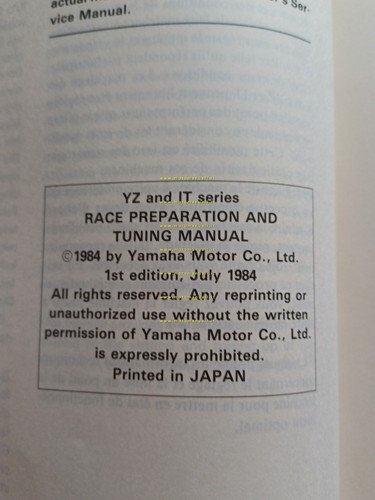 vice Manual.
YZ and IT series
RACE PREPARATION AND
TUNING MANUAL
©1984 by Yamaha Motor Co., Ltd.
1st edition, July 1984
All rights reserved. Any reprinting or
unauthorized use without the written
permission of Yamaha Motor Co., Ltd.
is expressly prohibited.
Printed in JAPAN